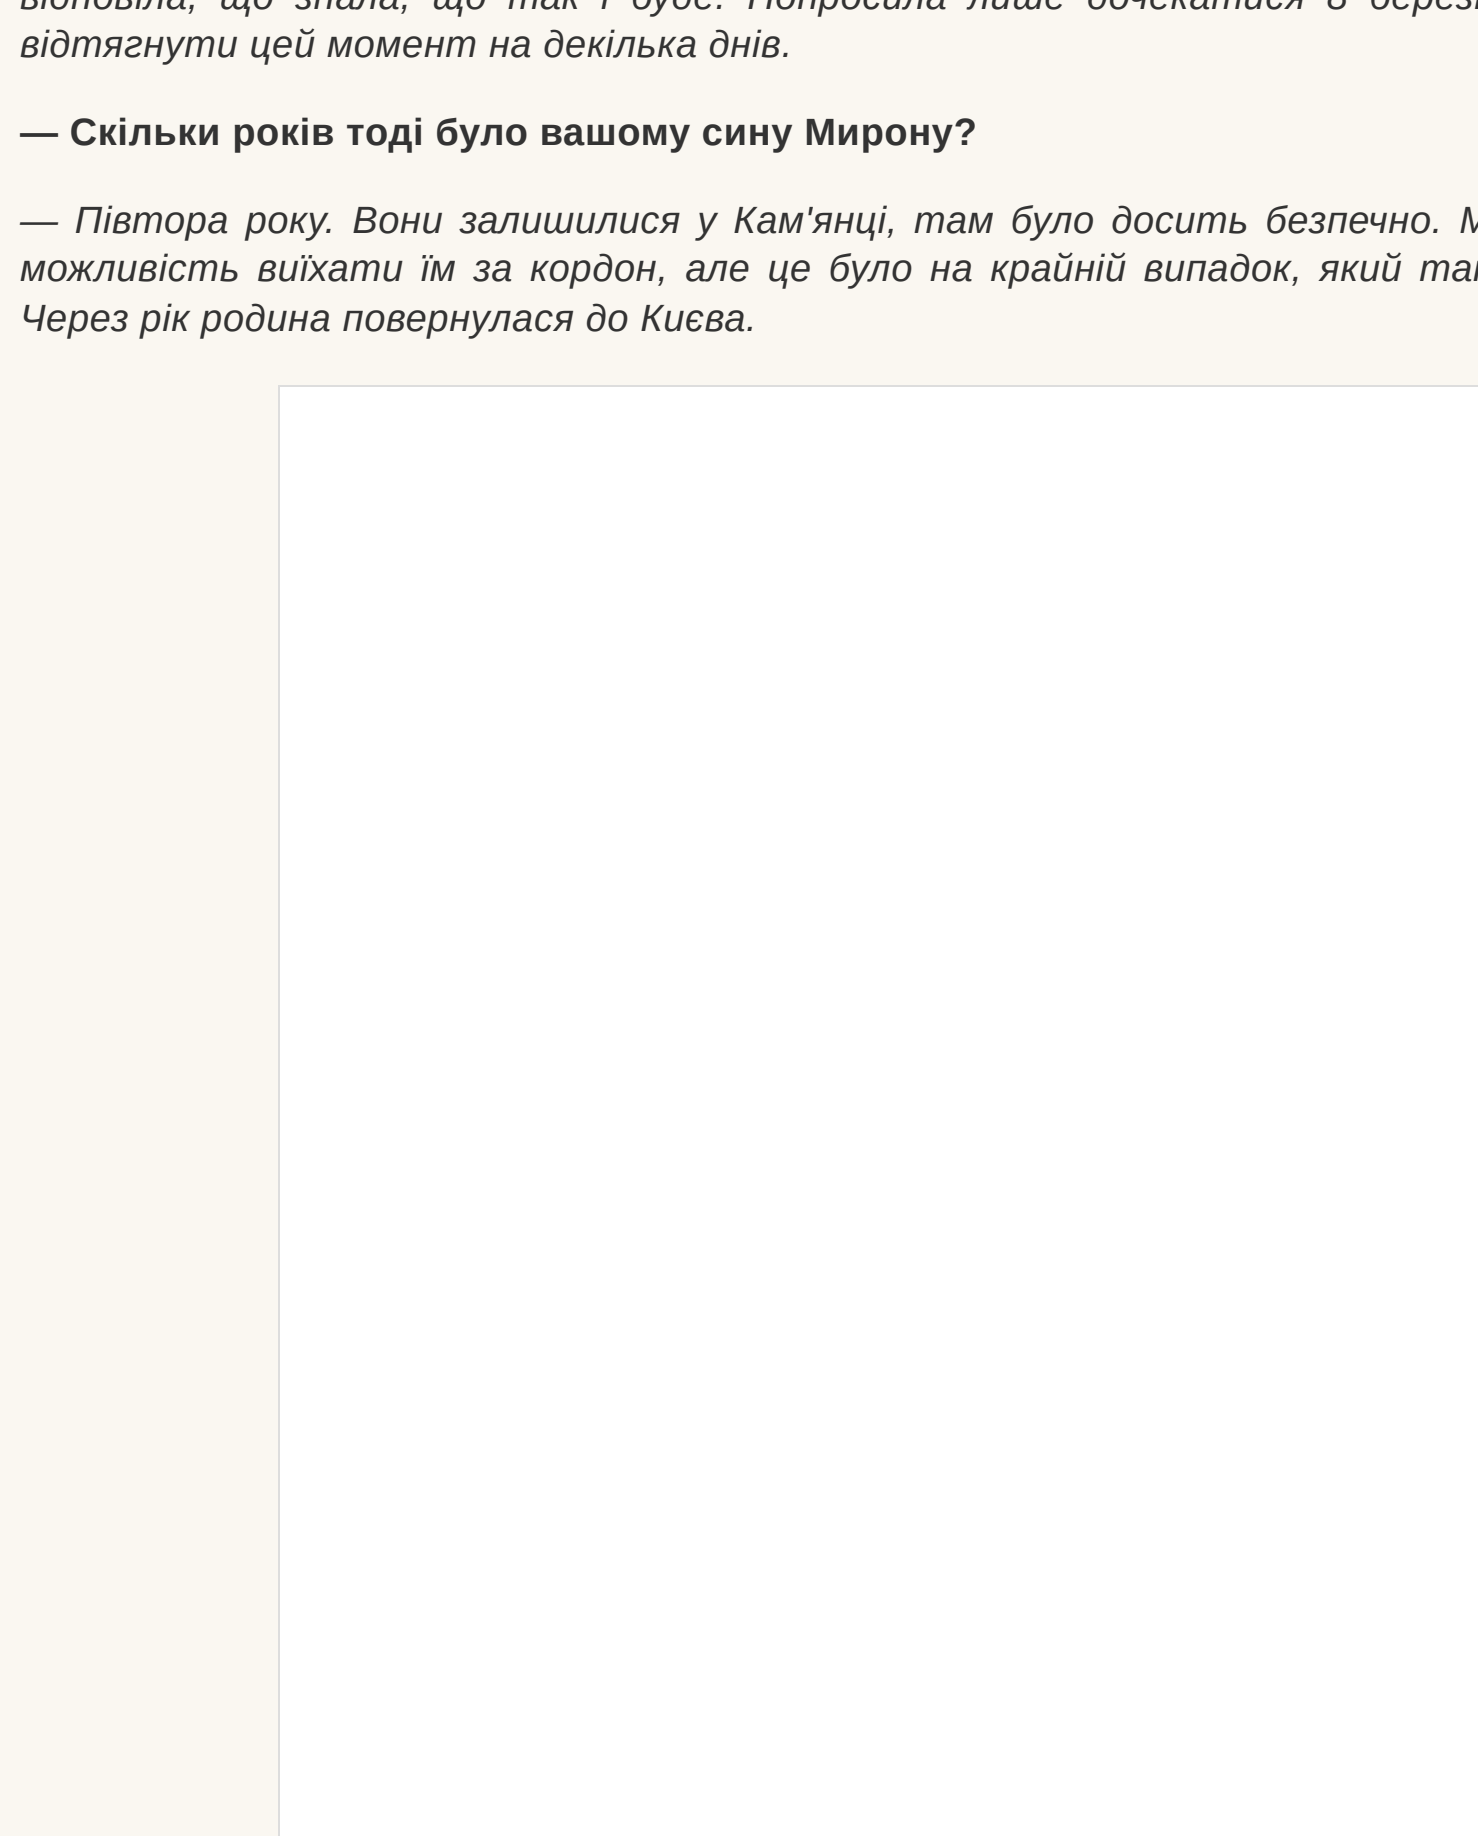 відповіла, що знала, що так і буде. Попросила лише дочекатися 8
відтягнути цей момент на декілька днів.
— Скільки років тоді було вашому сину Мирону?
— Півтора року. Вони залишилися у Кам'янці, там було досить безпечно.
можливість виїхати їм за кордон, але це було на крайній випадок, який
Через рік родина повернулася до Києва.